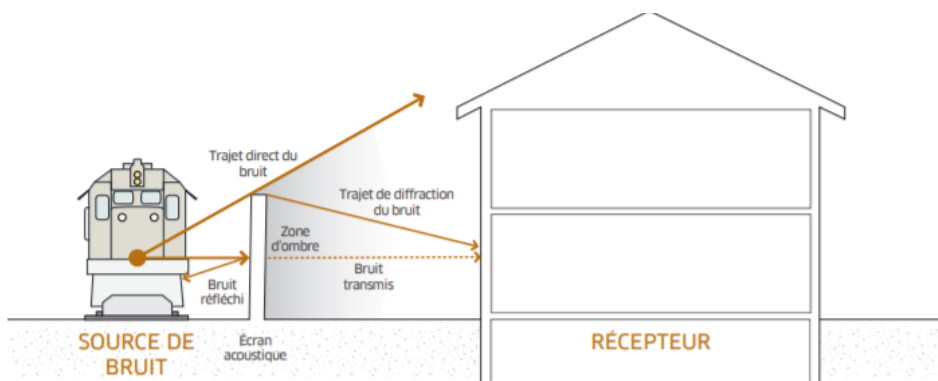 Trajet direct du
bruit
Trajet de diffraction
du bruit
Zone
d'ombre
Bruit
transmis
Bruit
réfléchi
Écran
acoustique
SOURCE DE
BRUIT
RÉCEPTEUR